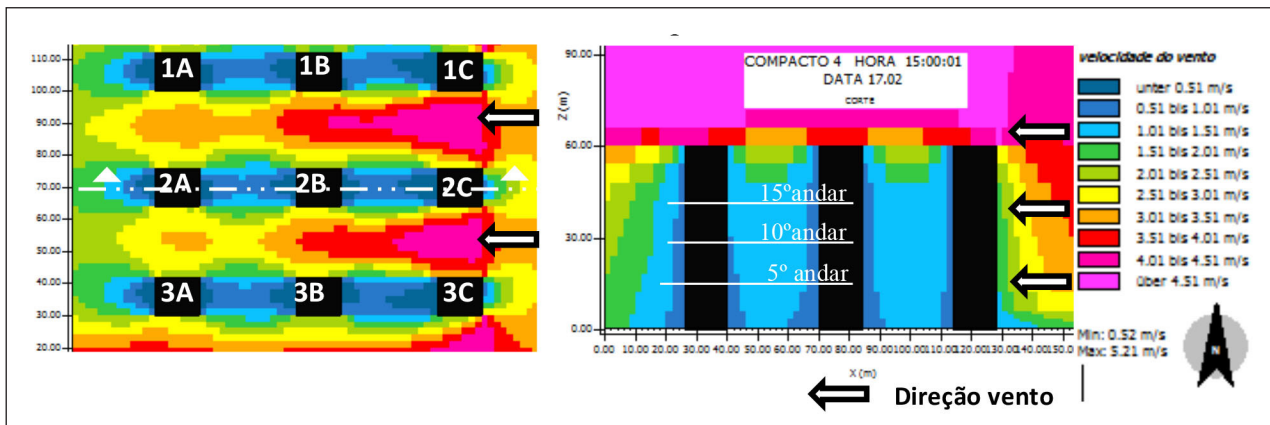 110.00
100.00
90.00
80.00
70.00
60.00
50.00
40.00
30.00
20.00
1A 1B 1C
2A 2B 2C
3A 3B 3C
COMPACTO 4 HORA 15:00:01
DATA 17.02
CORTE
Z (m)
90.00
60.00
30.00
0.00
15º andar
10º andar
5º andar
0.00 10.00 20.00 30.00 40.00 50.00 60.00 70.00 80.00 90.00 100.00 110.00 120.00 130.00 140.00 150.0
X (m)
velocidade do vento
unter 0.51 m/s
0.51 bis 1.01 m/s
1.01 bis 1.51 m/s
1.51 bis 2.01 m/s
2.01 bis 2.51 m/s
2.51 bis 3.01 m/s
3.01 bis 3.51 m/s
3.51 bis 4.01 m/s
4.01 bis 4.51 m/s
über 4.51 m/s
Min: 0.52 m/s
Max: 5.21 m/s
N
Direção vento